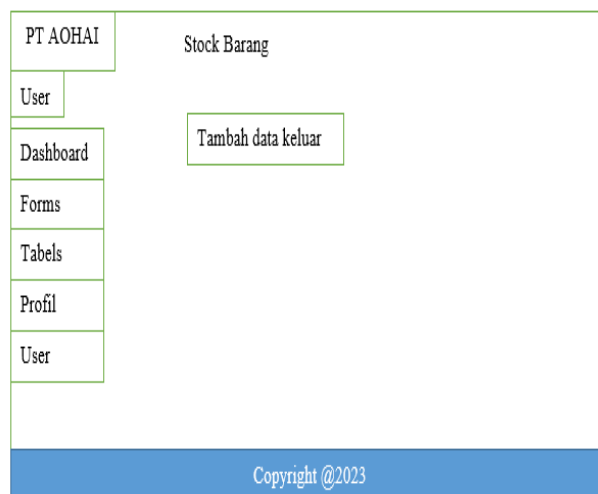 PT AOHAI
Stock Barang
User
Tambah data keluar
Dashboard
Forms
Tabels
Profil
User
Copyright @2023